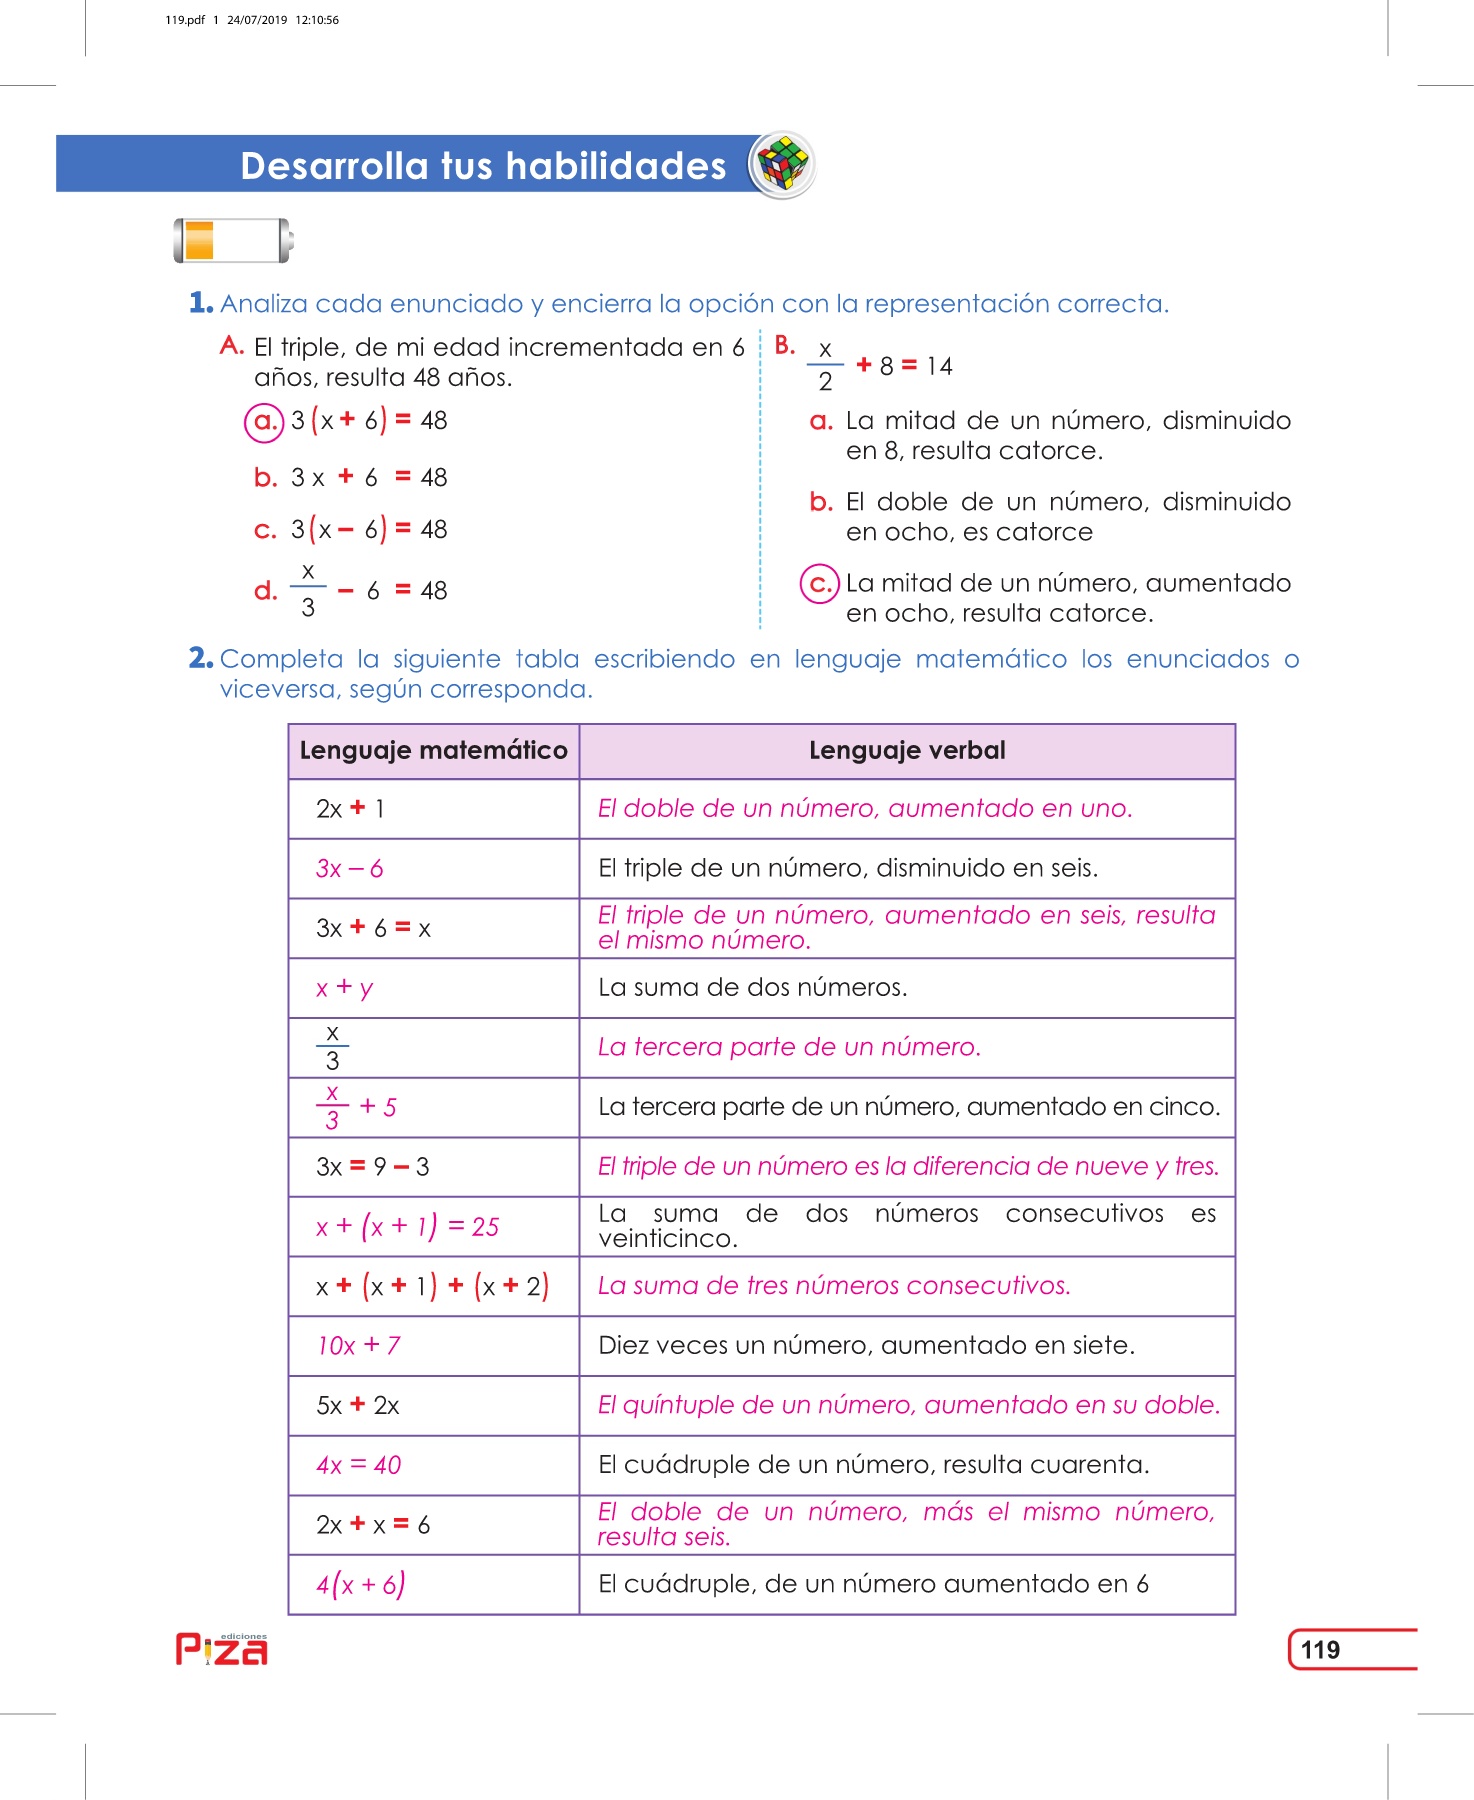 119.pdf 1 24/07/2019 12:10:56
Desarrolla tus habilidades
1. Analiza cada enunciado y encierra la opción con la representación correcta.
A. El triple, de mi edad incrementada en 6
años, resulta 48 años.
a. 3 (x + 6) = 48
b. 3 x + 6 = 48
c. 3 (x – 6) = 48
d. x/3 – 6 = 48
B. x/2 + 8 = 14
a. La mitad de un número, disminuido
en 8, resulta catorce.
b. El doble de un número, disminuido
en ocho, es catorce
c. La mitad de un número, aumentado
en ocho, resulta catorce.
2. Completa la siguiente tabla escribiendo en lenguaje matemático los enunciados o
viceversa, según corresponda.
Lenguaje matemático Lenguaje verbal
2x + 1 El doble de un número, aumentado en uno.
3x – 6 El triple de un número, disminuido en seis.
3x + 6 = x El triple de un número, aumentado en seis, resulta
el mismo número.
x + y La suma de dos números.
x/3 La tercera parte de un número.
x/3 + 5 La tercera parte de un número, aumentado en cinco.
3x = 9 – 3 El triple de un número es la diferencia de nueve y tres.
x + (x + 1) = 25 La suma de dos números consecutivos es
veinticinco.
x + (x + 1) + (x + 2) La suma de tres números consecutivos.
10x + 7 Diez veces un número, aumentado en siete.
5x + 2x El quíntuple de un número, aumentado en su doble.
4x = 40 El cuádruple de un número, resulta cuarenta.
2x + x = 6 El doble de un número, más el mismo número,
resulta seis.
4(x + 6) El cuádruple, de un número aumentado en 6
ediciones
Piza
119